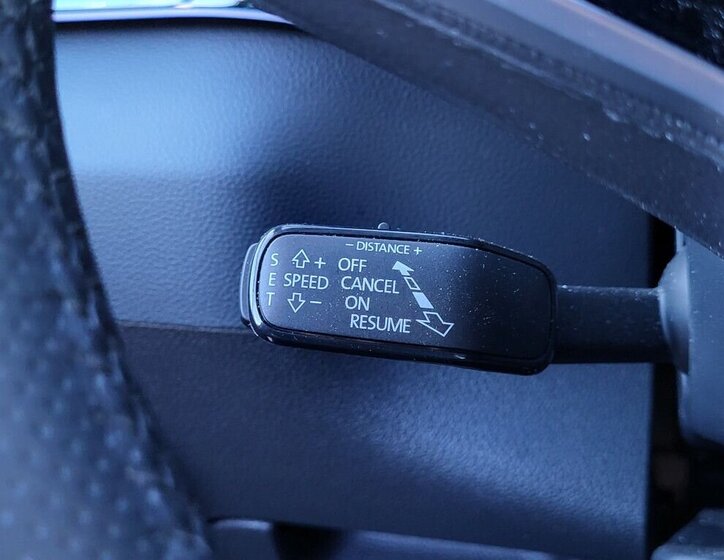 − DISTANCE +
S + OFF
E SPEED CANCEL
T − ON
RESUME